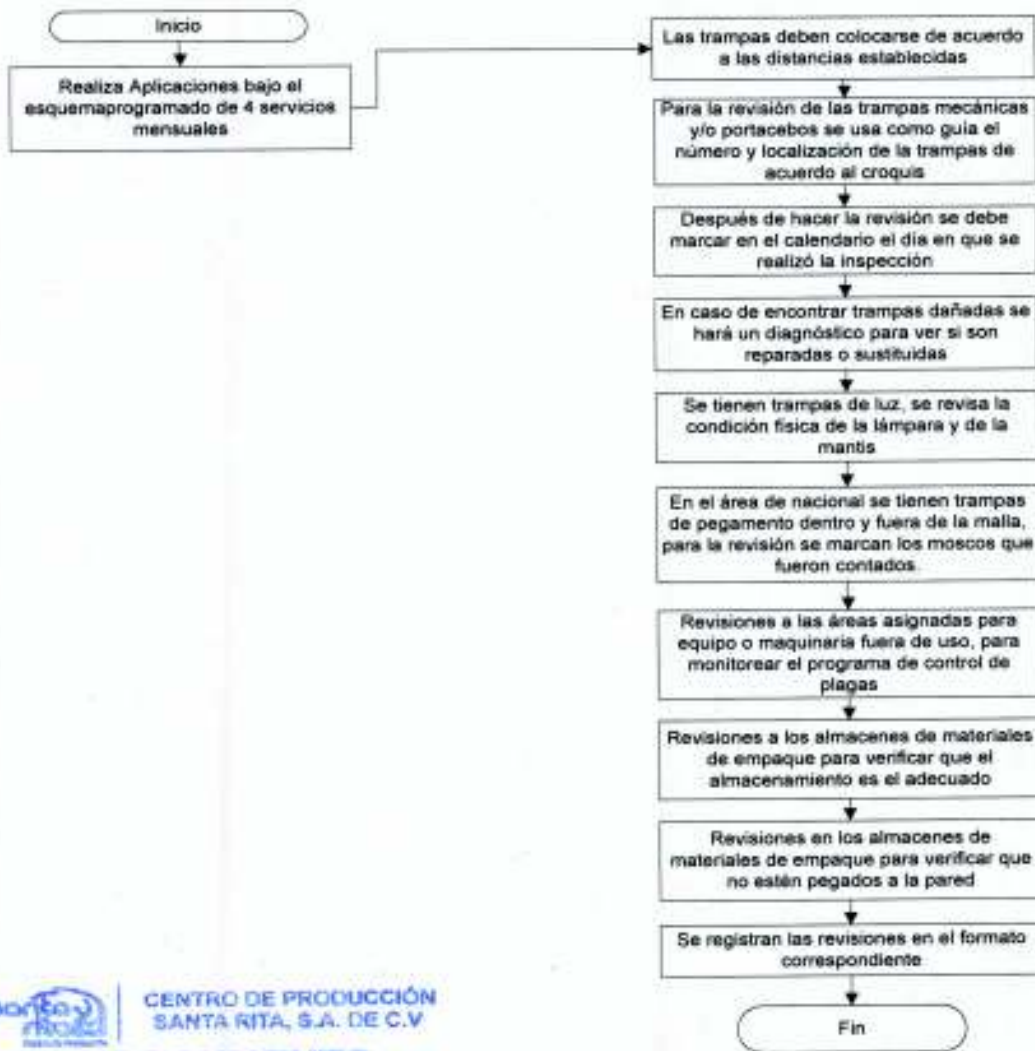 Inicio
Realiza Aplicaciones bajo el
esquemaprogramado de 4 servicios
mensuales
Las trampas deben colocarse de acuerdo
a las distancias establecidas
Para la revisión de las trampas mecánicas
y/o portacebos se usa como guía el
número y localización de la trampas de
acuerdo al croquis
Después de hacer la revisión se debe
marcar en el calendario el día en que se
realizó la inspección
En caso de encontrar trampas dañadas se
hará un diagnóstico para ver si son
reparadas o sustituidas
Se tienen trampas de luz, se revisa la
condición física de la lámpara y de la
mantis
En el área de nacional se tienen trampas
de pegamento dentro y fuera de la malla,
para la revisión se marcan los moscos que
fueron contados
Revisiones a las áreas asignadas para
equipo o maquinaria fuera de uso, para
monitorear el programa de control de
plagas
Revisiones a los almacenes de materiales
de empaque para verificar que el
almacenamiento es el adecuado
Revisiones en los almacenes de
materiales de empaque para verificar que
no estén pegados a la pared
Se registran las revisiones en el formato
correspondiente
Fin
CENTRO DE PRODUCCIÓN
SANTA RITA, S.A. DE C.V